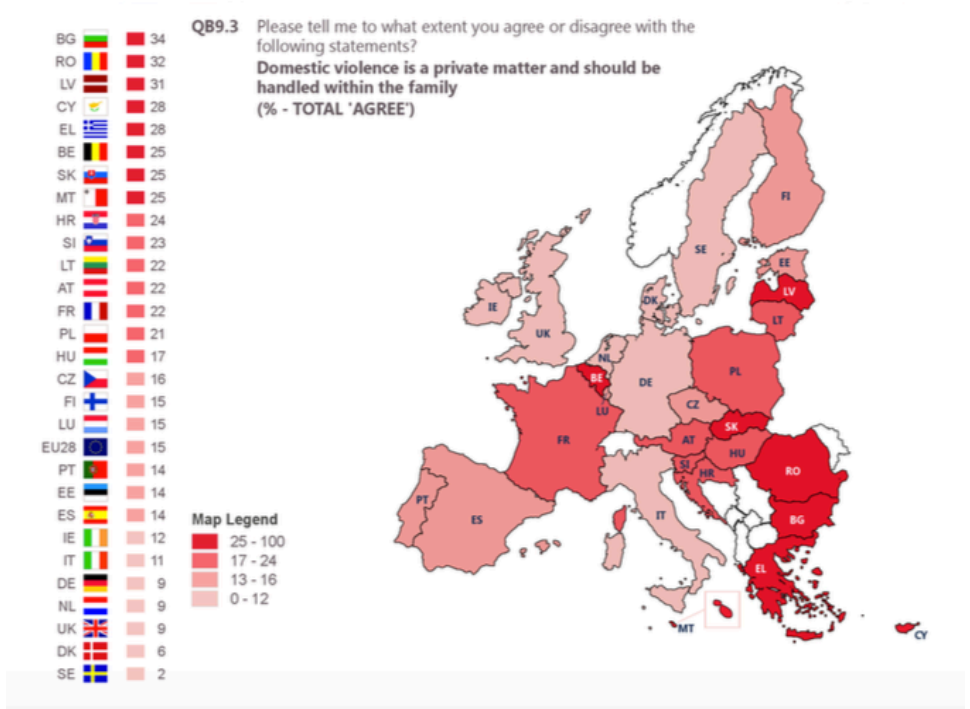 QB9.3 Please tell me to what extent you agree or disagree with the
following statements?
Domestic violence is a private matter and should be
handled within the family
(% - TOTAL 'AGREE')
BG 34
RO 32
LV 31
CY 28
EL 28
BE 25
SK 25
MT 25
HR 24
SI 23
LT 22
AT 22
FR 22
PL 21
HU 17
CZ 16
FI 15
LU 15
EU28 15
PT 14
EE 14
ES 14
IE 12
IT 11
DE 9
NL 9
UK 9
DK 6
SE 2
Map Legend
25 - 100
17 - 24
13 - 16
0 - 12
FI
SE
EE
LV
LT
DK
IE
UK
NL
BE
DE
PL
LU
CZ
SK
FR
AT
HU
SI
HR
RO
PT
ES
IT
BG
EL
MT
CY